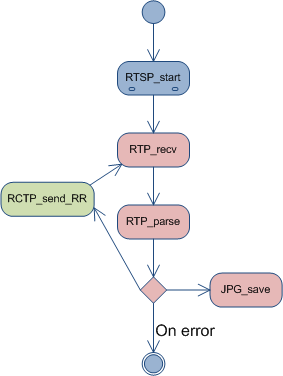 RTSP_start
RTP_recv
RCTP_send_RR
RTP_parse
JPG_save
On error